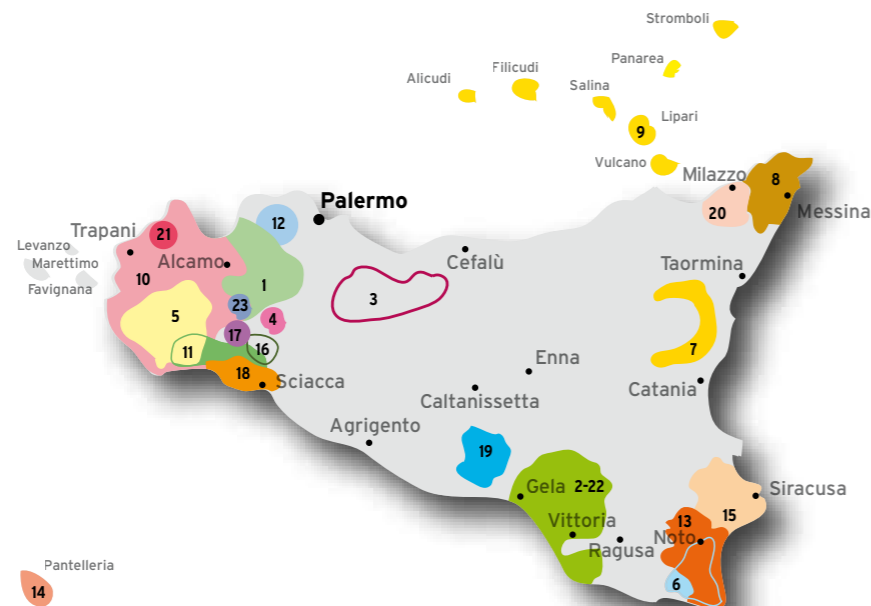 Stromboli
Panarea
Filicudi
Alicudi
Salina
Lipari
9
Vulcano
Milazzo
8
Palermo
Messina
20
12
Trapani
21
Levanzo
Alcamo
Cefalù
Taormina
Marettimo
10
Favignana
1
3
23
5
4
17
11
16
7
Enna
18
Sciacca
Catania
Caltanissetta
Agrigento
19
Gela
2-22
Siracusa
15
Vittoria
13
Noto
Ragusa
Pantelleria
6
14